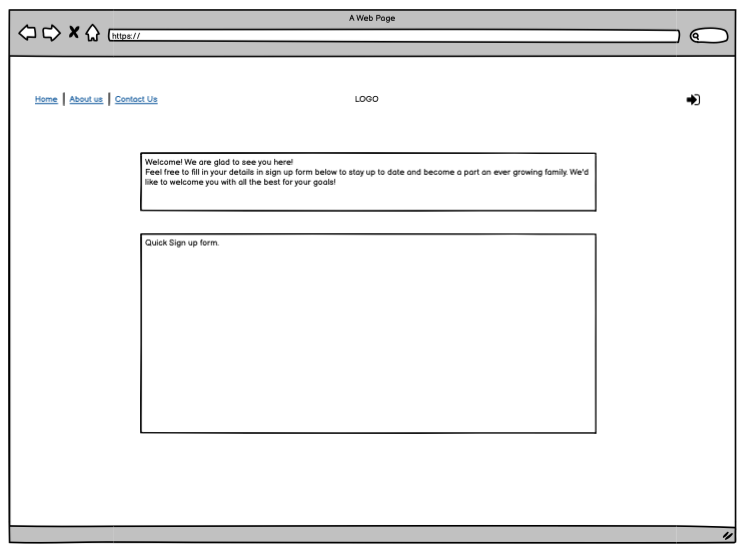 A Web Page
https://
Home | About us | Contact Us
LOGO
Welcome! We are glad to see you here!
Feel free to fill in your details in sign up form below to stay up to date and become a part an ever growing family. We'd
like to welcome you with all the best for your goals!
Quick Sign up form.